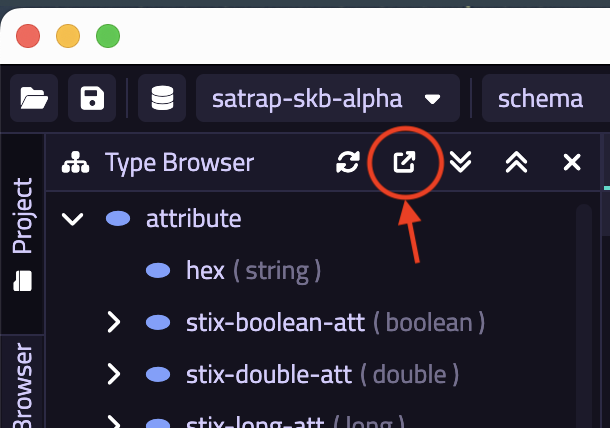 satrap-skb-alpha
schema
Type Browser
Project
attribute
hex ( string )
stix-boolean-att ( boolean )
Browser
stix-double-att ( double )
stix-long-att ( long )